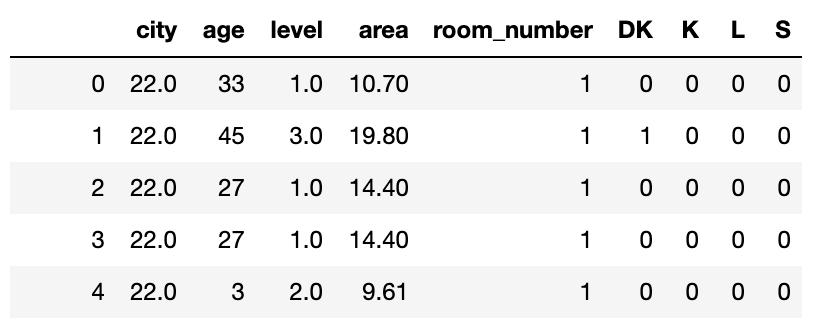 city age level area room_number DK K L S
0 22.0 33 1.0 10.70 1 0 0 0 0
1 22.0 45 3.0 19.80 1 1 0 0 0
2 22.0 27 1.0 14.40 1 0 0 0 0
3 22.0 27 1.0 14.40 1 0 0 0 0
4 22.0 3 2.0 9.61 1 0 0 0 0